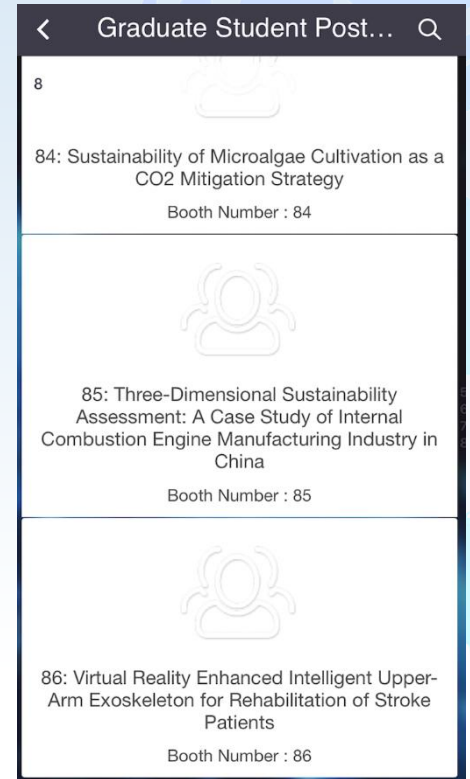 Graduate Student Post...
8
84: Sustainability of Microalgae Cultivation as a
CO2 Mitigation Strategy
Booth Number : 84
85: Three-Dimensional Sustainability
Assessment: A Case Study of Internal
Combustion Engine Manufacturing Industry in
China
Booth Number : 85
86: Virtual Reality Enhanced Intelligent Upper-
Arm Exoskeleton for Rehabilitation of Stroke
Patients
Booth Number : 86